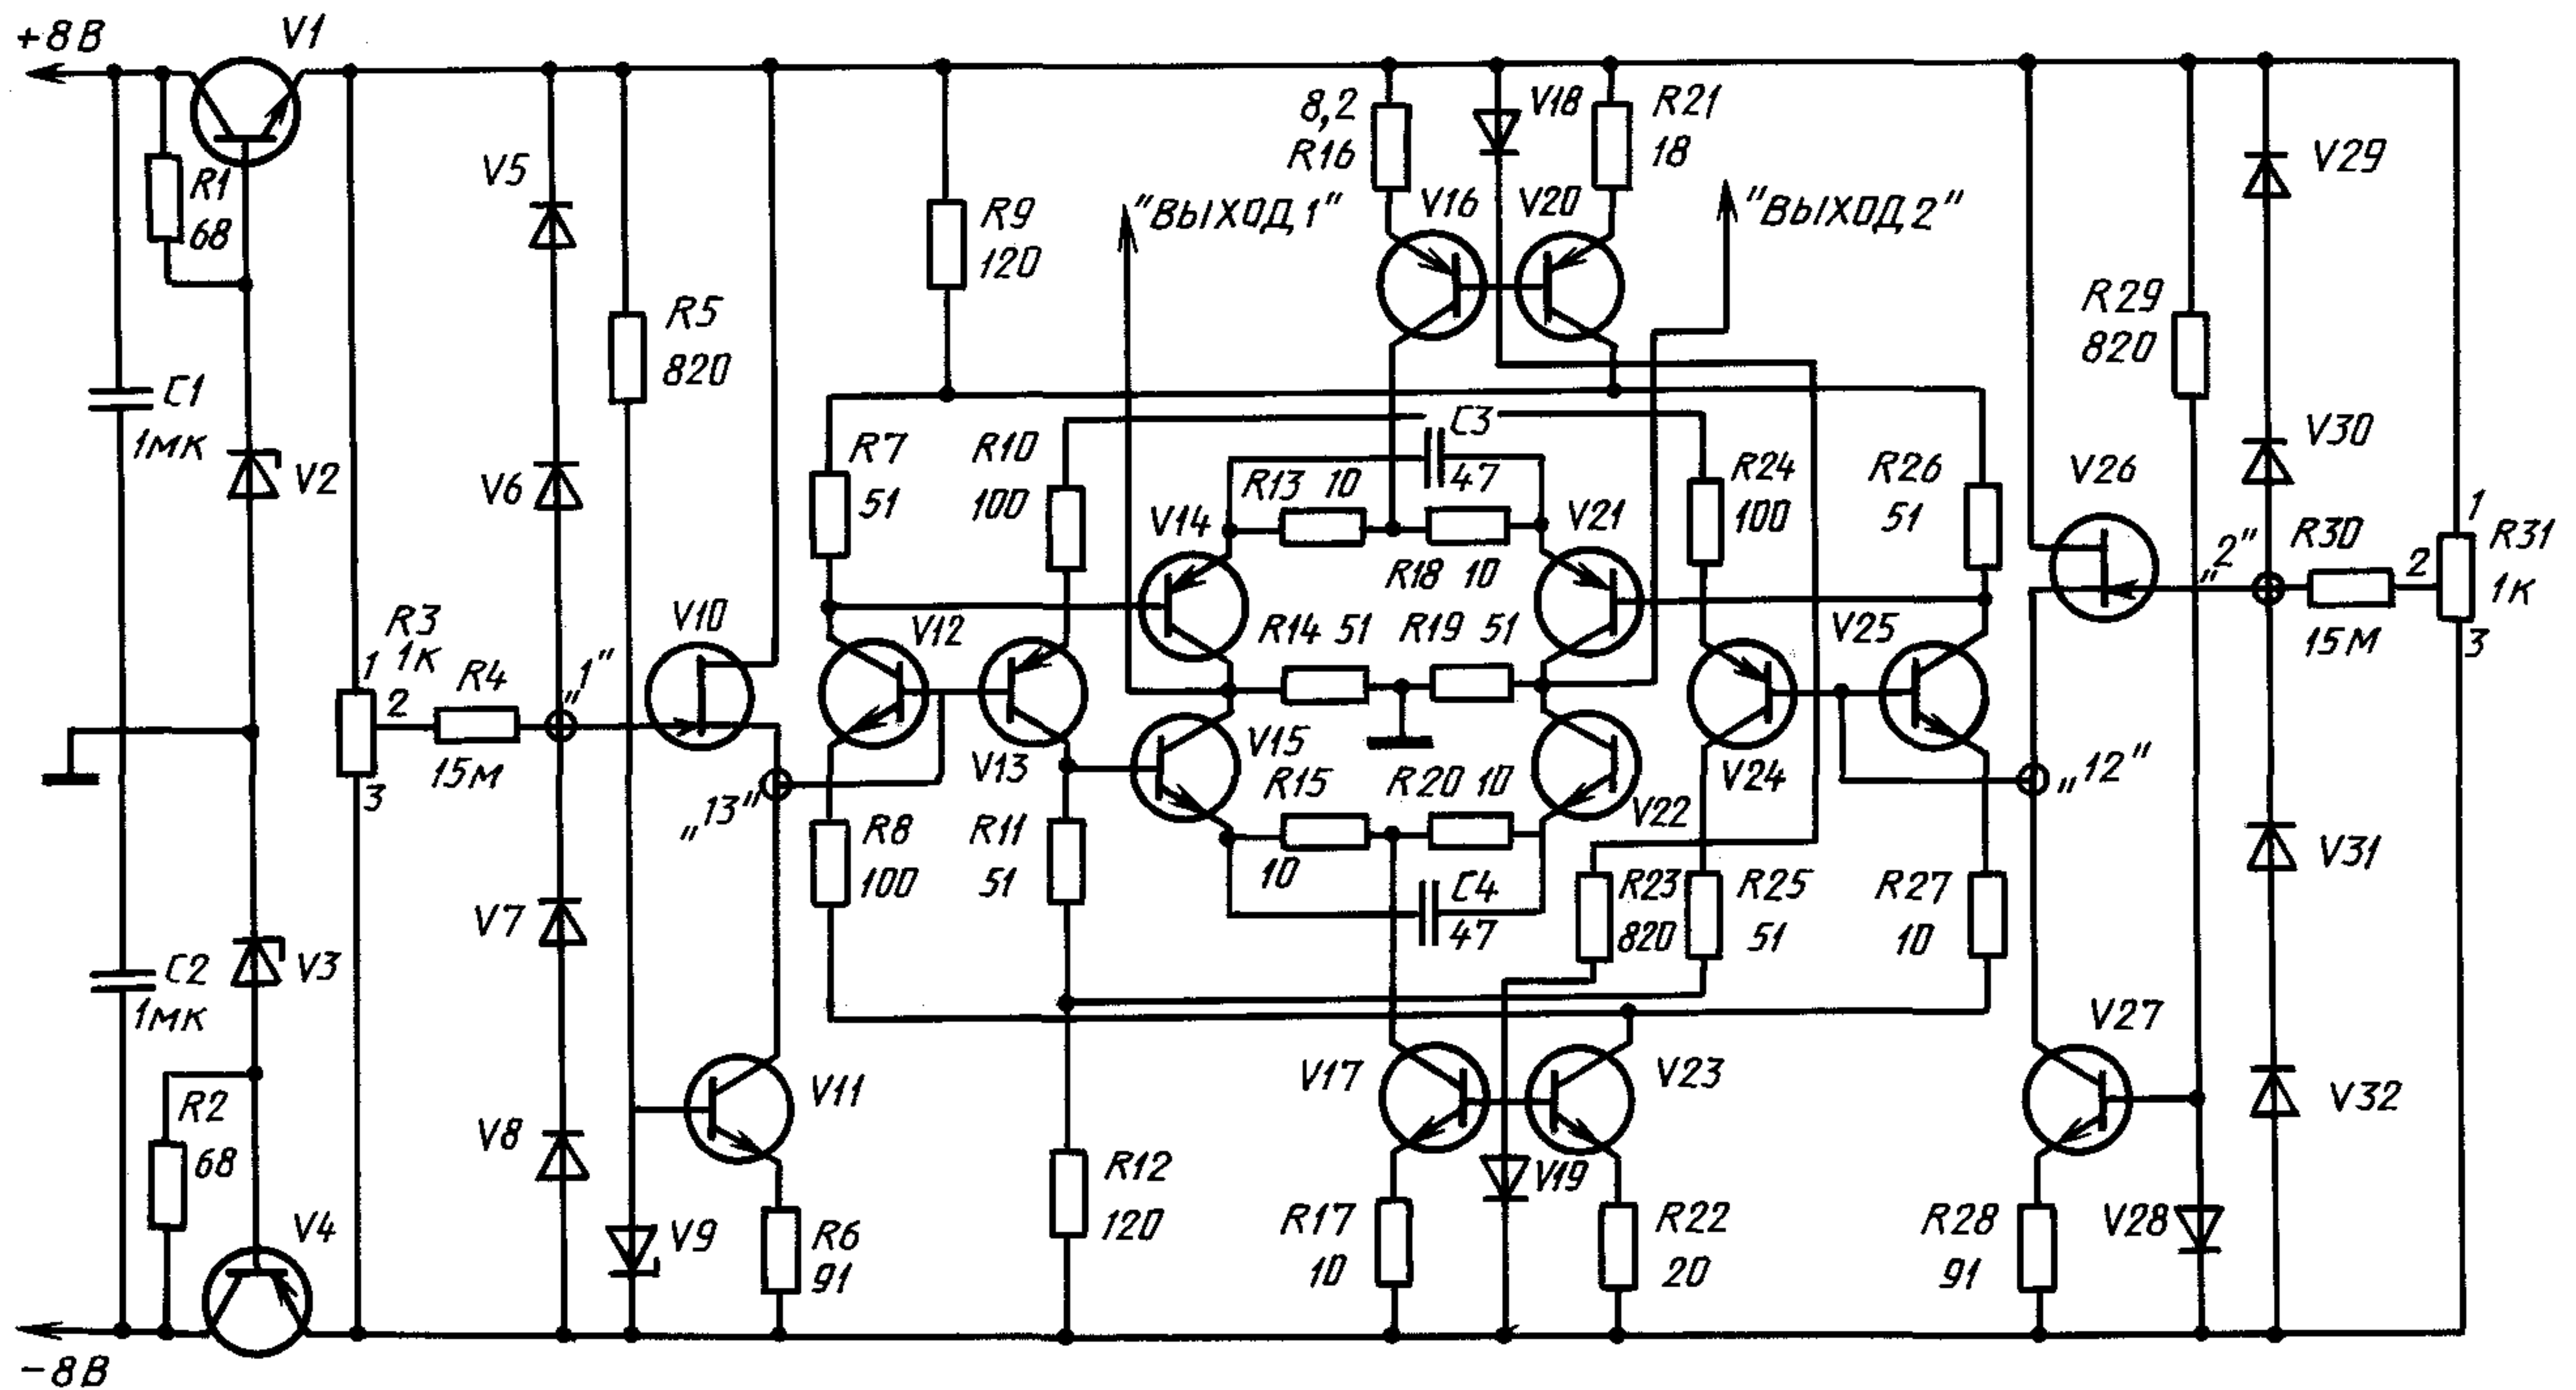 +8В
V1
R1
68
C1
1мк
V2
C2
1мк
V3
R2
68
V4
-8В
R3
1к
1
2
3
R4
15м
„1”
V5
V6
V7
V8
R5
820
V9
V10
„13”
V11
R6
91
R9
120
R7
51
V12
R8
100
R10
100
V13
R11
51
R12
120
"ВЫХОД1"
8,2
R16
V16
V18
V20
R21
18
"ВЫХОД2"
C3
47
R13 10
V14
R18 10
V21
R14 51
R19 51
V15
R15
10
R20 10
V22
C4
47
R23
820
V17
R17
10
V19
V23
R22
20
R24
100
V24
R25
51
R26
51
V25
R27
10
V26
„2”
„12”
R29
820
V27
R28
91
V28
V29
V30
R30
15М
1
2
3
R31
1к
V31
V32